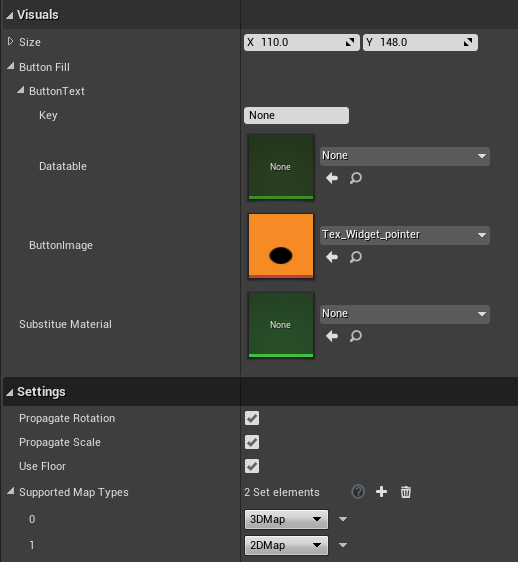 Visuals
Size X 110.0 Y 148.0
Button Fill
ButtonText
Key None
Datatable None None
ButtonImage Tex_Widget_pointer
Substitue Material None None
Settings
Propagate Rotation
Propagate Scale
Use Floor
Supported Map Types 2 Set elements ?
0 3DMap
1 2DMap